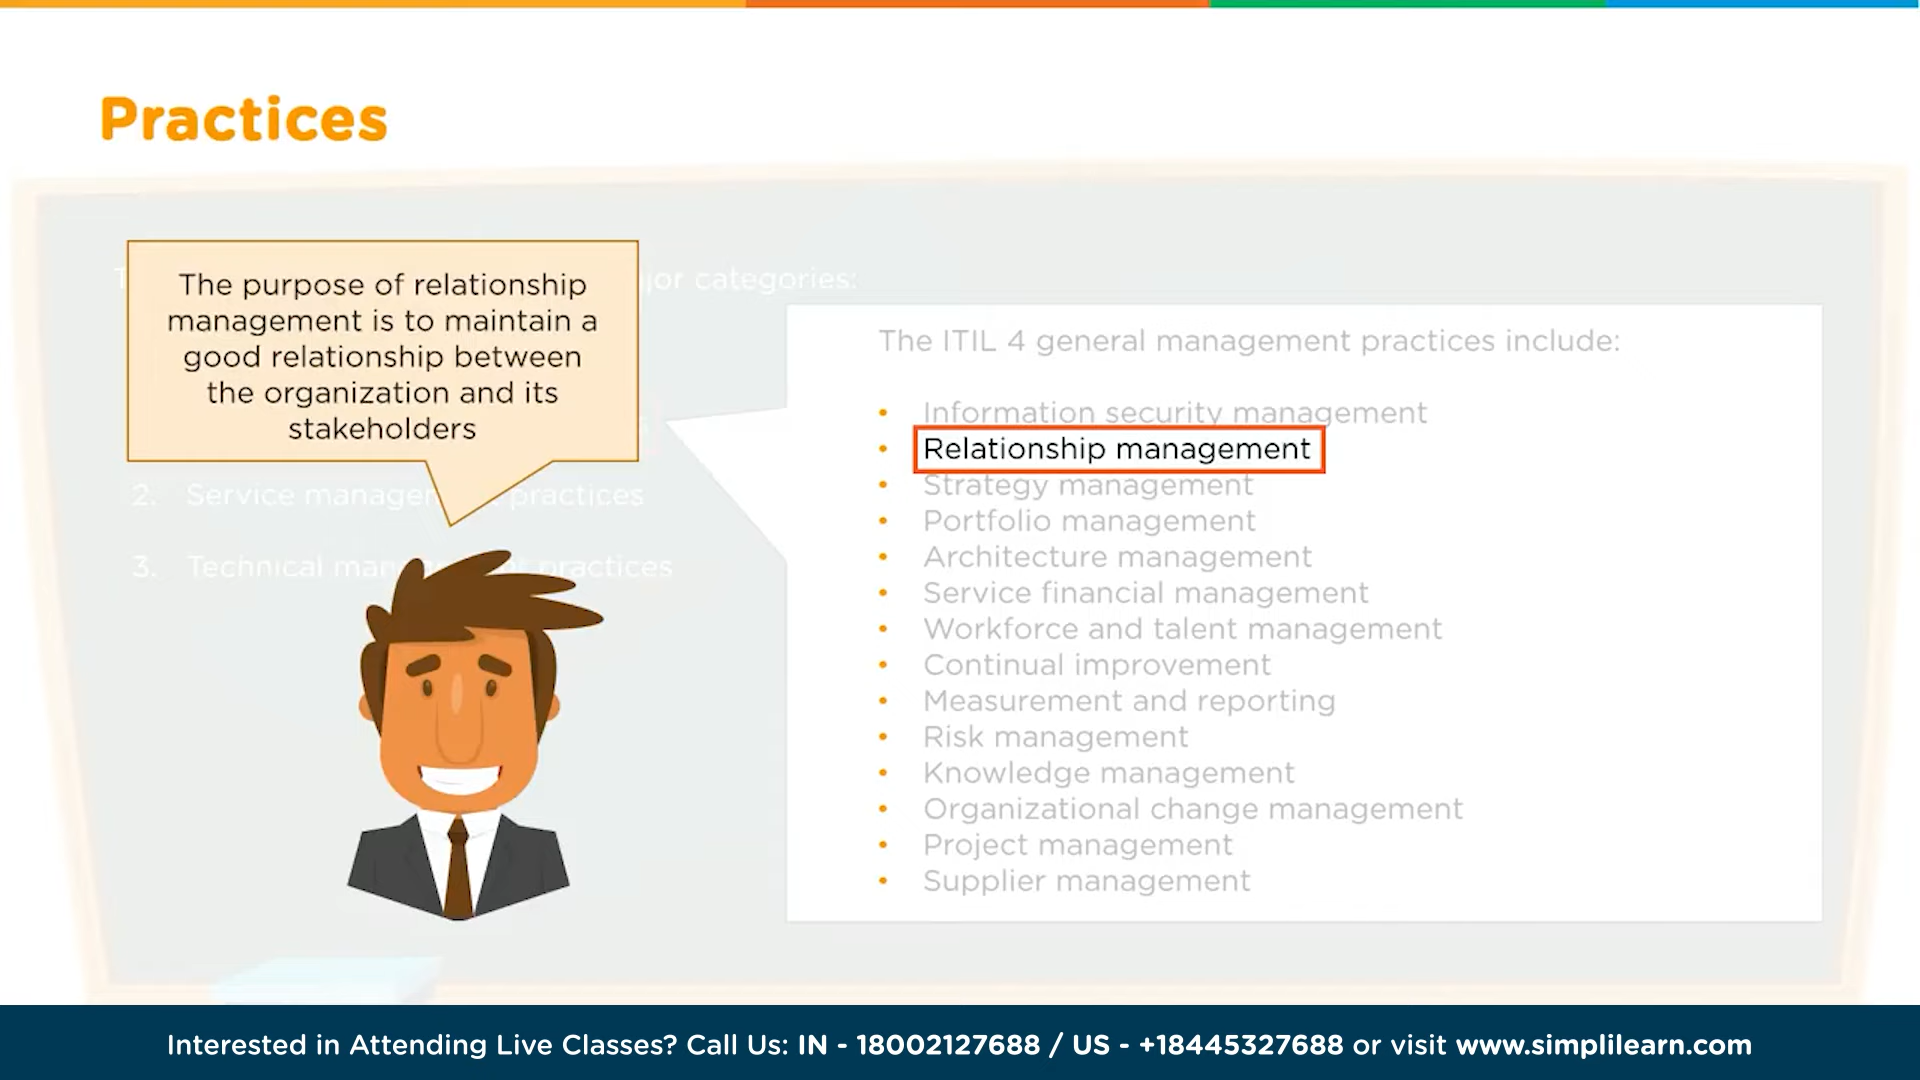 Practices
jor categories:
The purpose of relationship
management is to maintain a
good relationship between
the organization and its
stakeholders
2. Service manage practices
3. Technical man practices
The ITIL 4 general management practices include:
• Information security management
• Relationship management
• Strategy management
• Portfolio management
• Architecture management
• Service financial management
• Workforce and talent management
• Continual improvement
• Measurement and reporting
• Risk management
• Knowledge management
• Organizational change management
• Project management
• Supplier management
Interested in Attending Live Classes? Call Us: IN - 18002127688 / US - +18445327688 or visit www.simplilearn.com